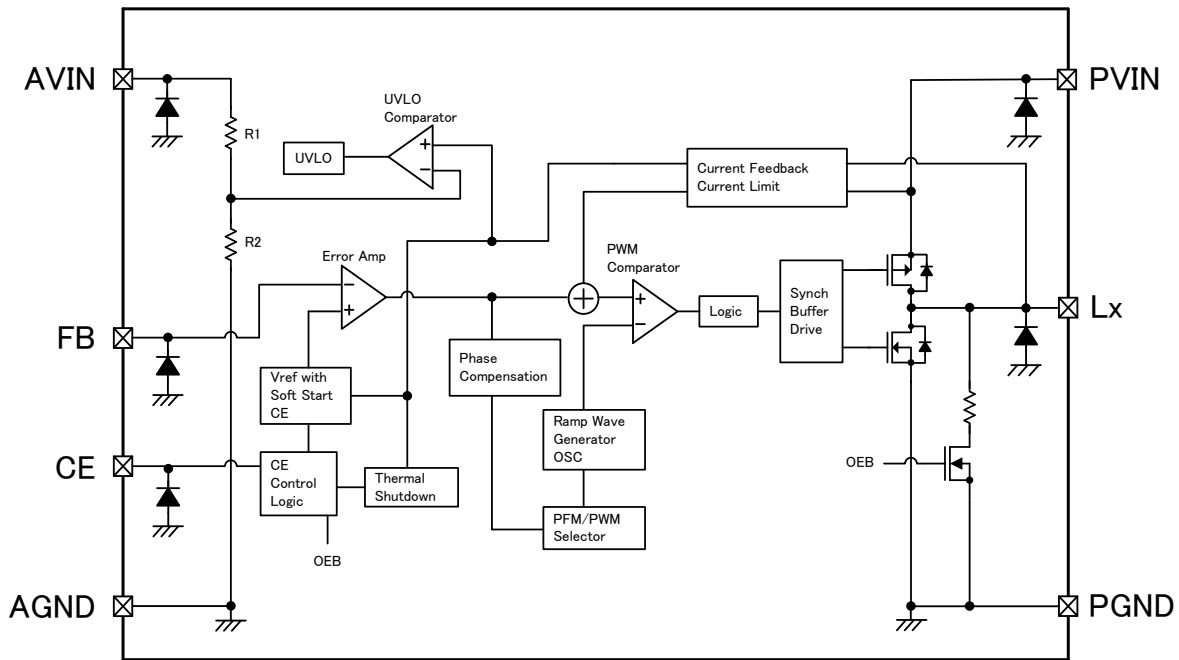 AVIN
PVIN
UVLO
Comparator
R1
UVLO
+
−
Current Feedback
Current Limit
R2
Error Amp
PWM
Comparator
−
+
+
+
−
Logic
Synch
Buffer
Drive
Lx
FB
Phase
Compensation
Vref with
Soft Start
CE
Ramp Wave
Generator
OSC
CE
CE
Control
Logic
Thermal
Shutdown
OEB
PFM/PWM
Selector
OEB
AGND
PGND